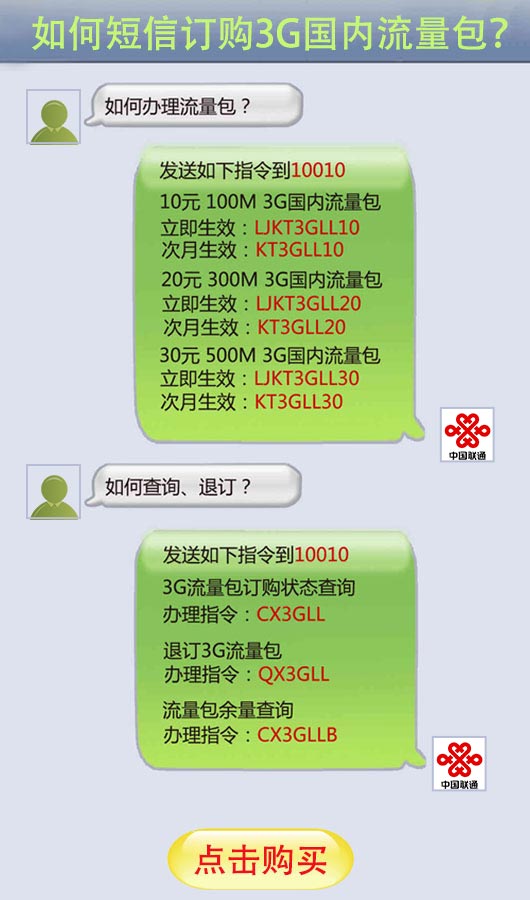 如何短信订购3G国内流量包?
如何办理流量包？
发送如下指令到10010
10元 100M 3G国内流量包
立即生效：LJKT3GLL10
次月生效：KT3GLL10
20元 300M 3G国内流量包
立即生效：LJKT3GLL20
次月生效：KT3GLL20
30元 500M 3G国内流量包
立即生效：LJKT3GLL30
次月生效：KT3GLL30
中国联通
如何查询、退订？
发送如下指令到10010
3G流量包订购状态查询
办理指令：CX3GLL
退订3G流量包
办理指令：QX3GLL
流量包余量查询
办理指令：CX3GLLB
中国联通
点击购买